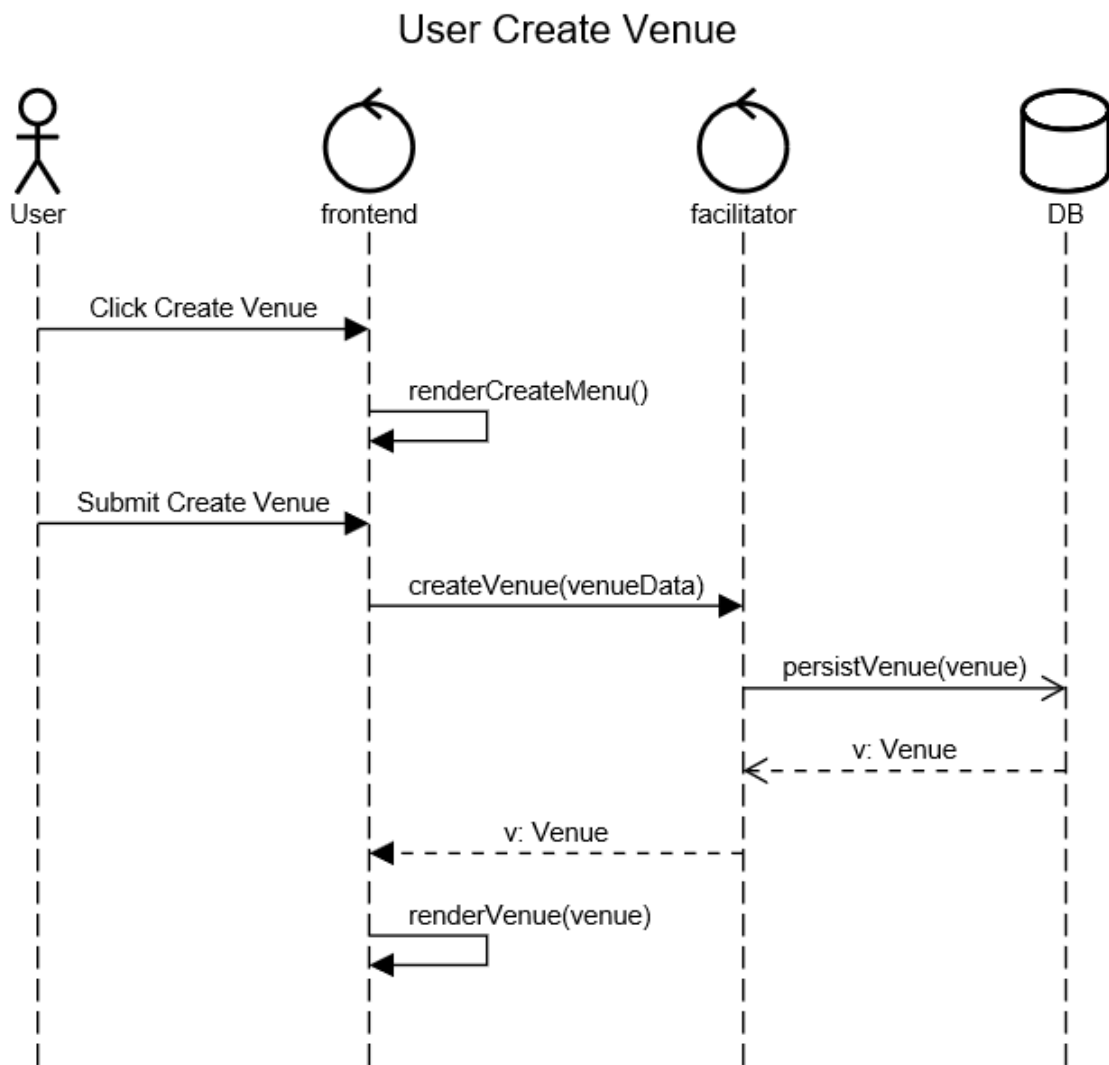 User Create Venue
User
frontend
facilitator
DB
Click Create Venue
renderCreateMenu()
Submit Create Venue
createVenue(venueData)
persistVenue(venue)
v: Venue
v: Venue
renderVenue(venue)